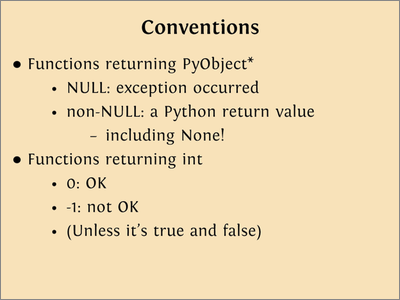 Conventions
● Functions returning PyObject*
• NULL: exception occurred
• non-NULL: a Python return value
– including None!
● Functions returning int
• 0: OK
• -1: not OK
• (Unless it's true and false)